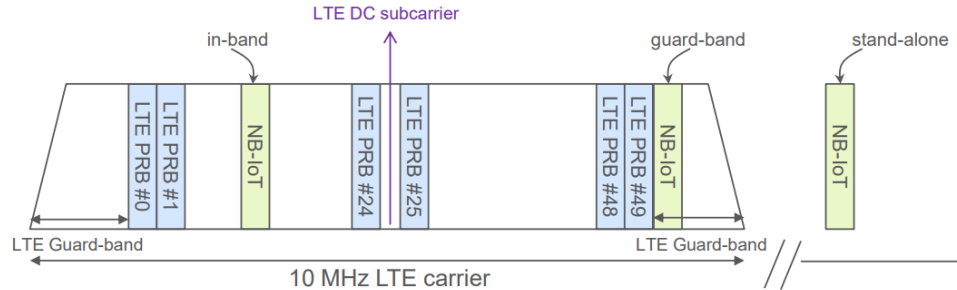 LTE DC subcarrier
in-band
guard-band
stand-alone
LTE PRB #0
LTE PRB #1
NB-IoT
LTE PRB #24
LTE PRB #25
LTE PRB #48
LTE PRB #49
NB-IoT
NB-IoT
LTE Guard-band
LTE Guard-band
10 MHz LTE carrier